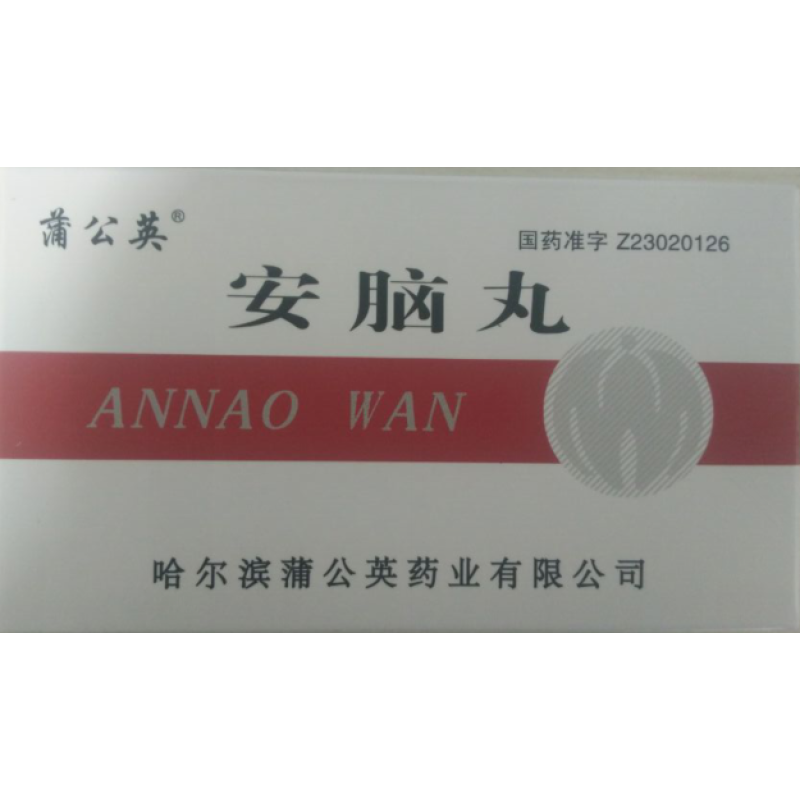 蒲公英®
国药准字 Z23020126
安脑丸
ANNAO WAN
哈尔滨蒲公英药业有限公司